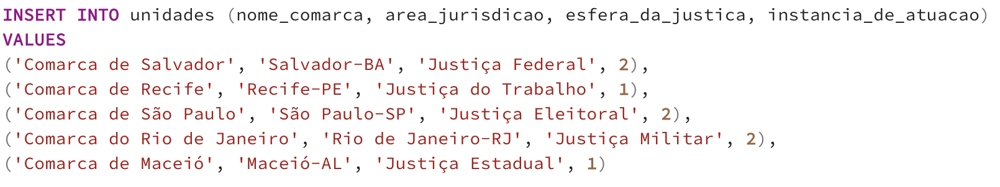 INSERT INTO unidades (nome_comarca, area_jurisdicao, esfera_da_justica, instancia_de_atuacao)
VALUES
('Comarca de Salvador', 'Salvador-BA', 'Justiça Federal', 2),
('Comarca de Recife', 'Recife-PE', 'Justiça do Trabalho', 1),
('Comarca de São Paulo', 'São Paulo-SP', 'Justiça Eleitoral', 2),
('Comarca do Rio de Janeiro', 'Rio de Janeiro-RJ', 'Justiça Militar', 2),
('Comarca de Maceió', 'Maceió-AL', 'Justiça Estadual', 1)